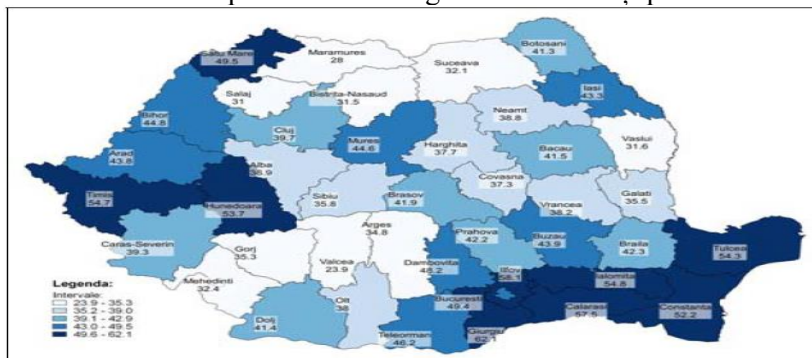 Botosani
41.3
Satu Mare
49.5
Maramures
28
Suceava
32.1
Iasi
43.3
Salaj
31
Bistrita-Nasaud
31.5
Neamt
38.8
Bihor
44.8
Cluj
39.7
Mures
44.6
Harghita
37.7
Bacau
41.5
Vaslui
31.6
Arad
43.8
Alba
Covasna
37.3
Timis
54.7
Hunedoara
53.7
Sibiu
35.8
Brasov
41.9
Vrancea
38.2
Galati
35.5
Caras-Severin
39.3
Gorj
35.3
Valcea
23.9
Arges
34.8
Prahova
42.2
Buzau
43.9
Braila
42.3
Tulcea
54.3
Dambovita
48.2
Ilfov
58.1
Ialomita
54.8
Mehedinti
32.4
Olt
38
Bucuresti
49.4
Calarasi
57.5
Constanta
52.2
Dolj
41.4
Teleorman
46.2
Giurgiu
62.1
Legenda:
Intervale:
23.9 - 35.3
35.2 - 39.0
39.1 - 42.9
43.0 - 49.5
49.6 - 62.1